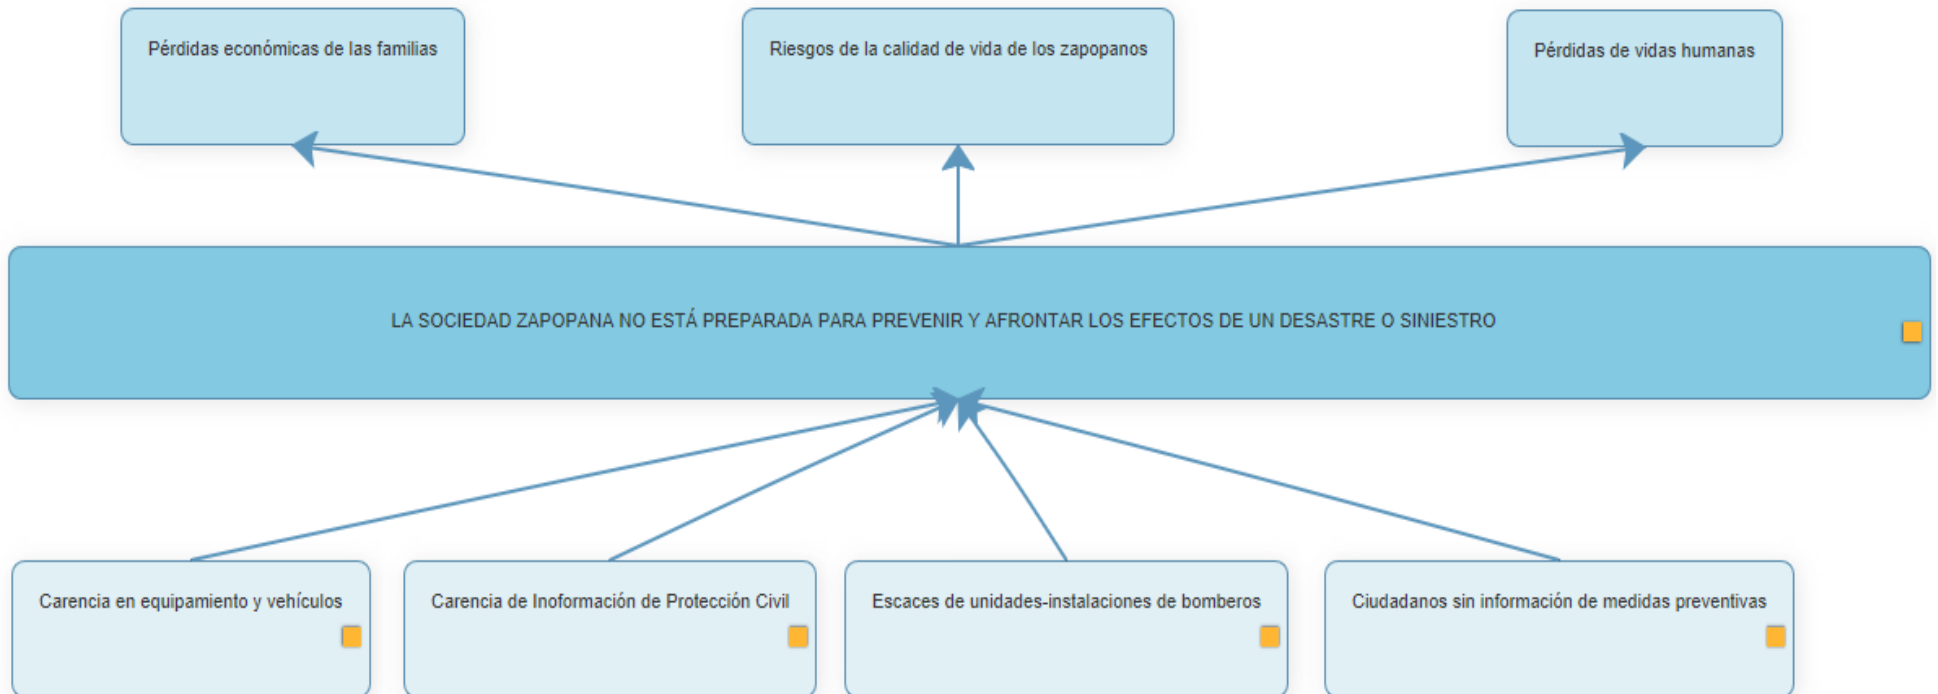 Pérdidas económicas de las familias
Riesgos de la calidad de vida de los zapopanos
Pérdidas de vidas humanas
LA SOCIEDAD ZAPOPANA NO ESTÁ PREPARADA PARA PREVENIR Y AFRONTAR LOS EFECTOS DE UN DESASTRE O SINIESTRO
Carencia en equipamiento y vehículos
Carencia de Inoformación de Protección Civil
Escaces de unidades-instalaciones de bomberos
Ciudadanos sin información de medidas preventivas